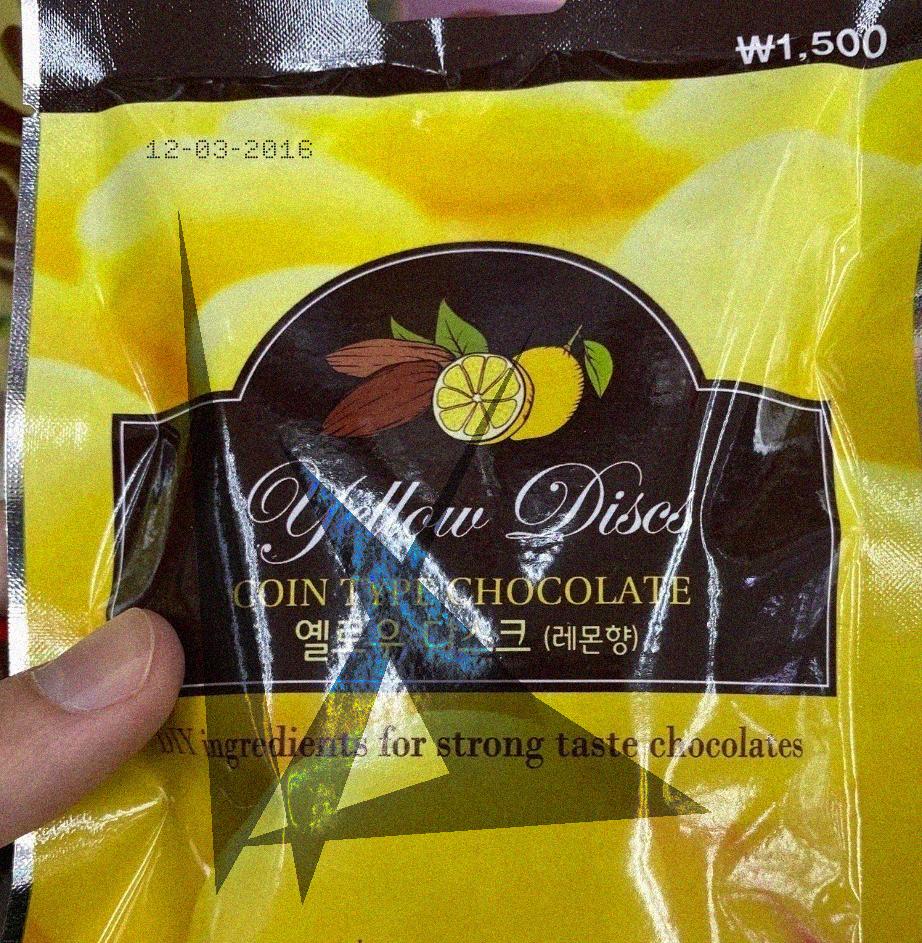 ₩1,500
12-03-2016
Yellow Discs
COIN TYPE CHOCOLATE
옐로우 디스크 (레몬향)
DIY ingredients for strong taste chocolates